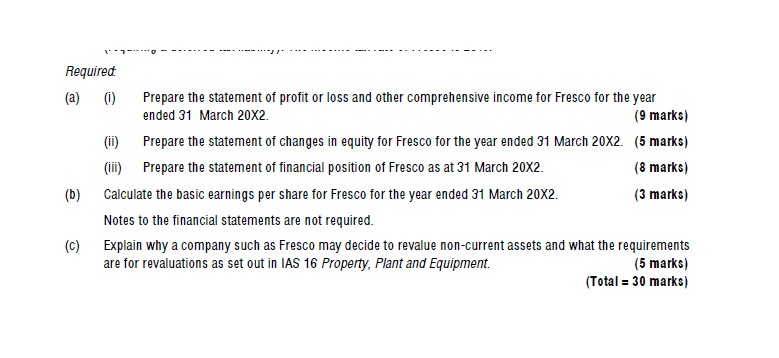 Required:
(a) (i) Prepare the statement of profit or loss and other comprehensive income for Fresco for the year
ended 31 March 20X2. (9 marks)
(ii) Prepare the statement of changes in equity for Fresco for the year ended 31 March 20X2. (5 marks)
(iii) Prepare the statement of financial position of Fresco as at 31 March 20X2. (8 marks)
(b) Calculate the basic earnings per share for Fresco for the year ended 31 March 20X2. (3 marks)
Notes to the financial statements are not required.
(c) Explain why a company such as Fresco may decide to revalue non-current assets and what the requirements
are for revaluations as set out in IAS 16 Property, Plant and Equipment. (5 marks)
(Total = 30 marks)